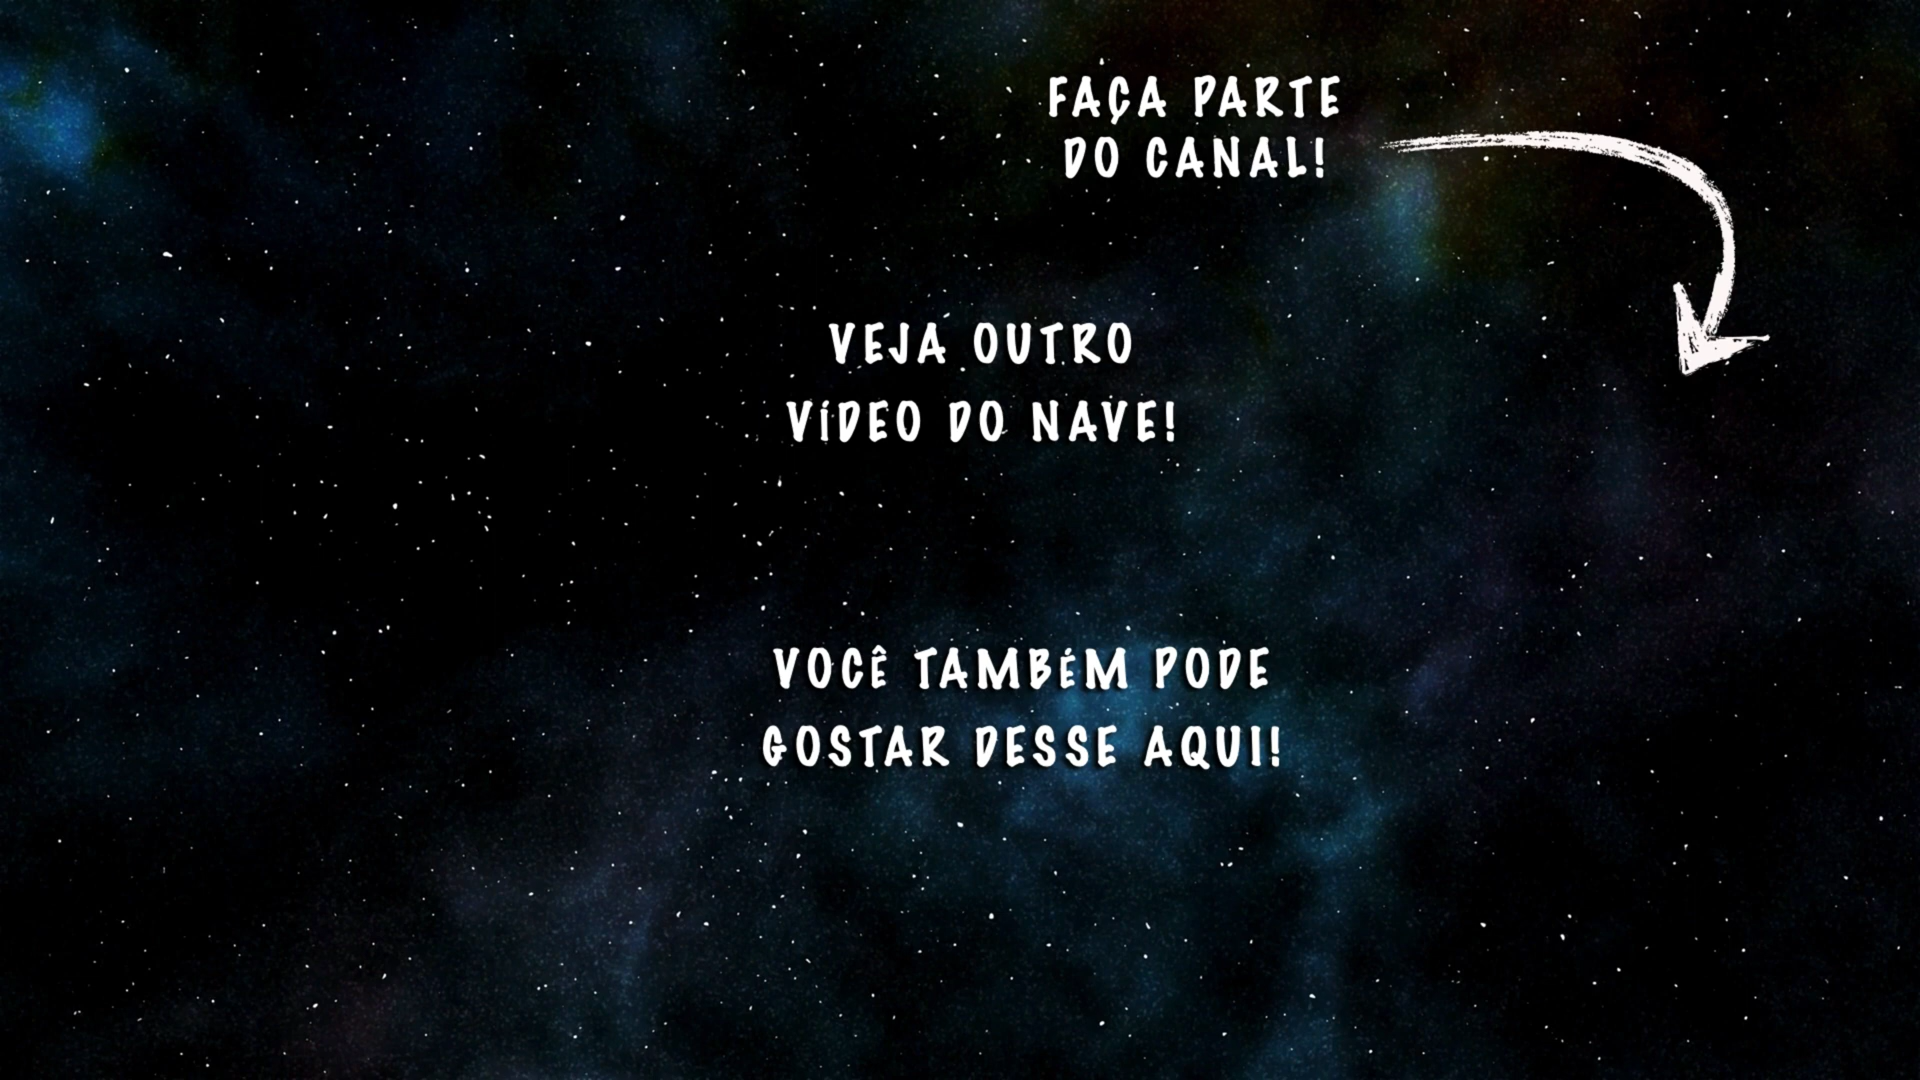 FAÇA PARTE
DO CANAL!
VEJA OUTRO
VÍDEO DO NAVE!
VOCÊ TAMBÉM PODE
GOSTAR DESSE AQUI!